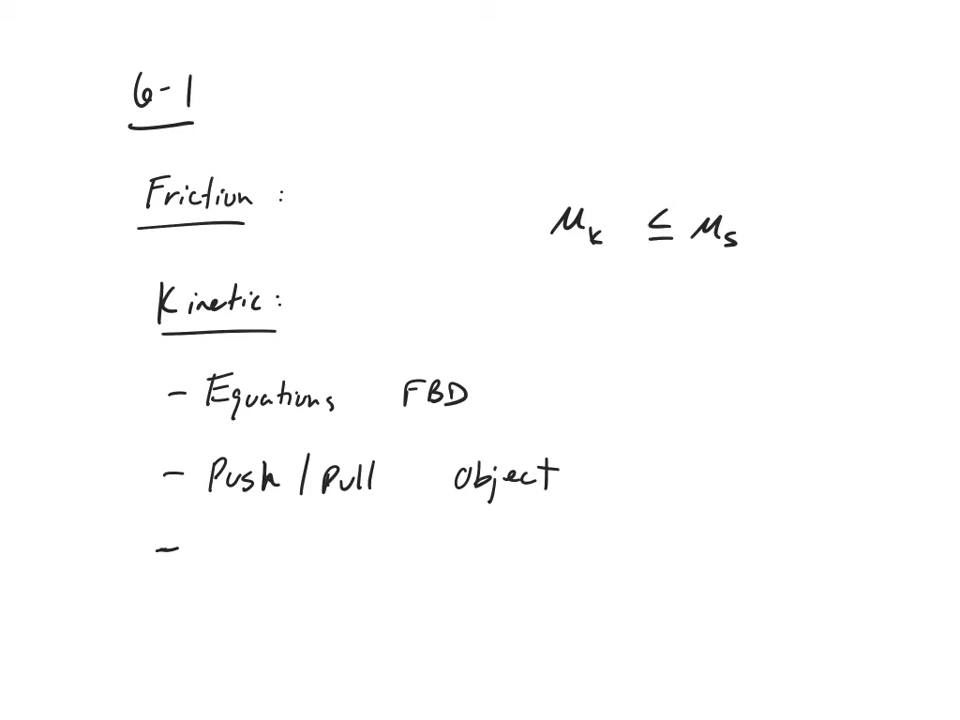 6-1
Friction :
μk ≤ μs
Kinetic :
- Equations FBD
- Push / Pull object
-